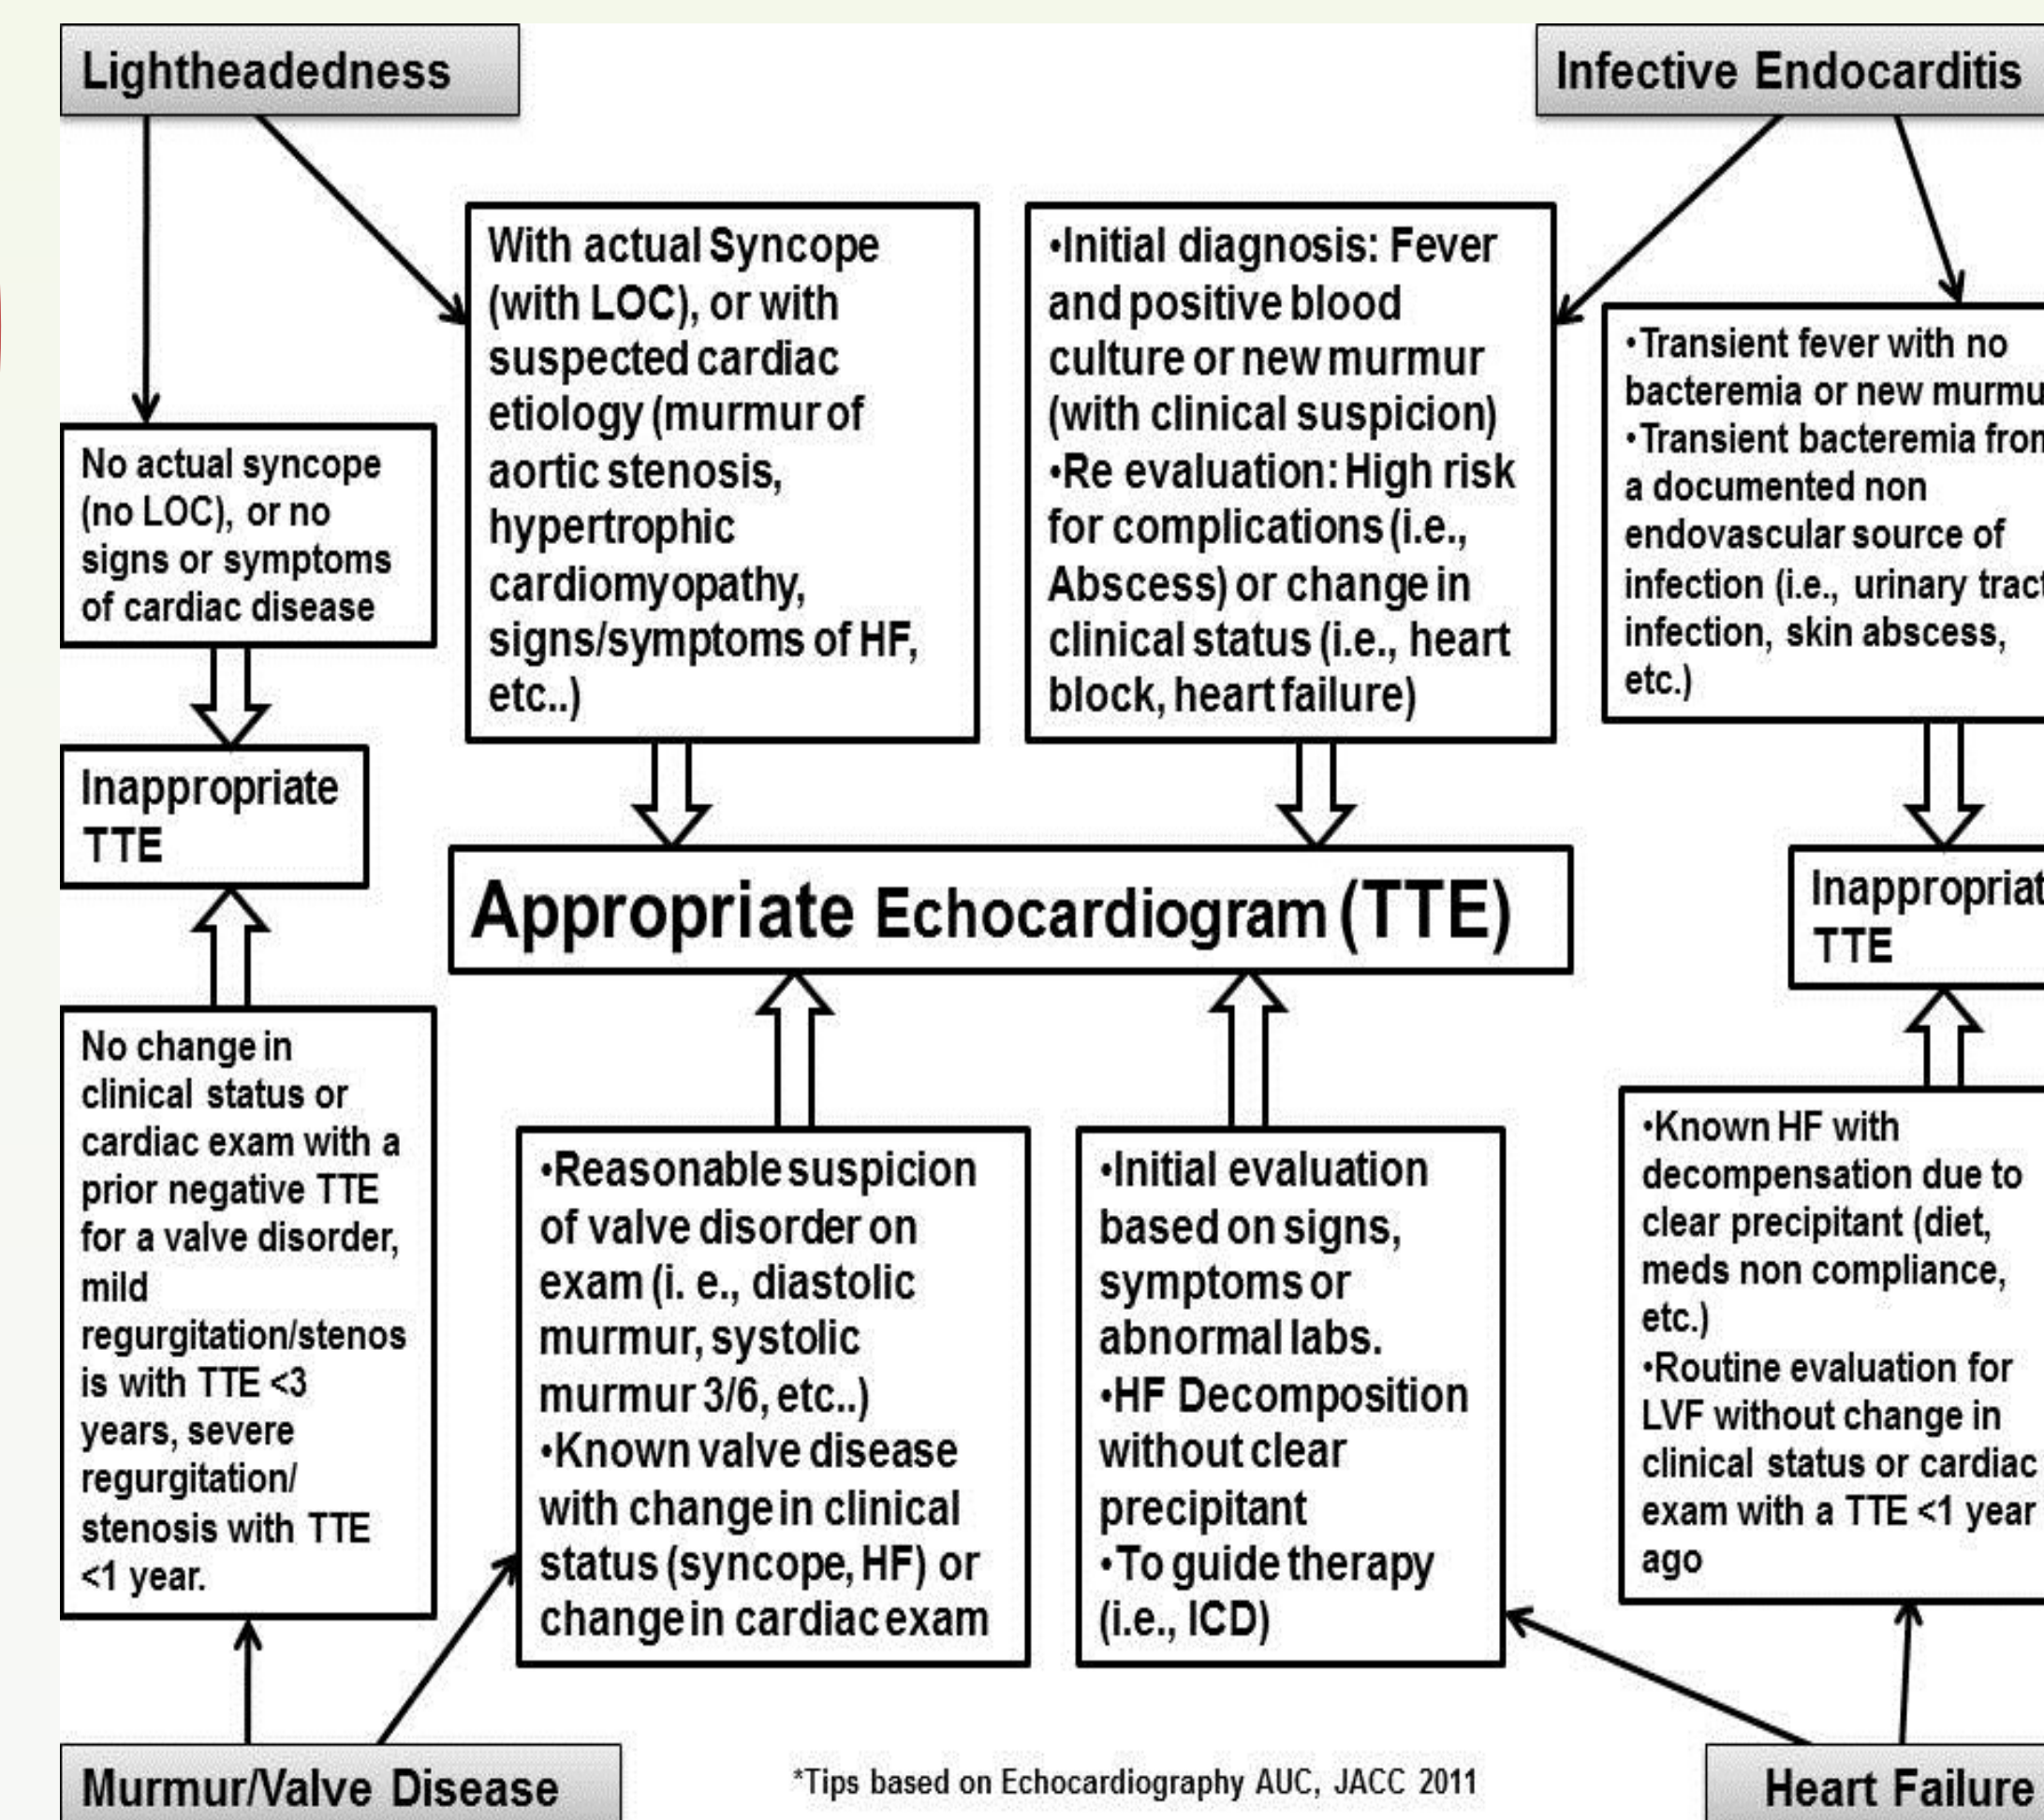 Lightheadedness
Infective Endocarditis
With actual Syncope
(with LOC), or with
suspected cardiac
etiology (murmur of
aortic stenosis,
hypertrophic
cardiomyopathy,
signs/symptoms of HF,
etc..)
•Initial diagnosis: Fever
and positive blood
culture or new murmur
(with clinical suspicion)
•Re evaluation: High risk
for complications (i.e.,
Abscess) or change in
clinical status (i.e., heart
block, heart failure)
•Transient fever with no
bacteremia or new murmu
•Transient bacteremia from
a documented non
endovascular source of
infection (i.e., urinary tract
infection, skin abscess,
etc.)
No actual syncope
(no LOC), or no
signs or symptoms
of cardiac disease
Inappropriate
TTE
Appropriate Echocardiogram (TTE)
Inappropriat
TTE
No change in
clinical status or
cardiac exam with a
prior negative TTE
for a valve disorder,
mild
regurgitation/stenos
is with TTE <3
years, severe
regurgitation/
stenosis with TTE
<1 year.
•Reasonable suspicion
of valve disorder on
exam (i. e., diastolic
murmur, systolic
murmur 3/6, etc..)
•Known valve disease
with change in clinical
status (syncope, HF) or
change in cardiac exam
•Initial evaluation
based on signs,
symptoms or
abnormal labs.
•HF Decomposition
without clear
precipitant
•To guide therapy
(i.e., ICD)
•Known HF with
decompensation due to
clear precipitant (diet,
meds non compliance,
etc.)
•Routine evaluation for
LVF without change in
clinical status or cardiac
exam with a TTE <1 year
ago
Murmur/Valve Disease
*Tips based on Echocardiography AUC, JACC 2011
Heart Failure